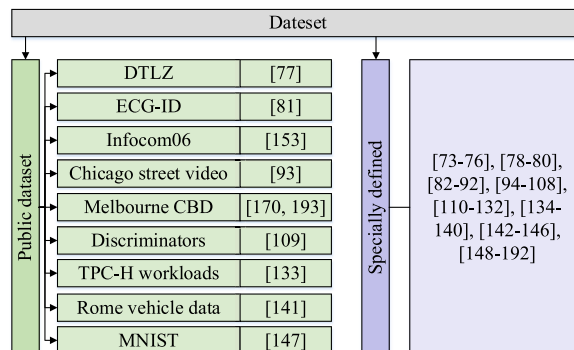 Dateset
Public dataset
DTLZ [77]
ECG-ID [81]
Infocom06 [153]
Chicago street video [93]
Melbourne CBD [170, 193]
Discriminators [109]
TPC-H workloads [133]
Rome vehicle data [141]
MNIST [147]
Specially defined
[73-76], [78-80],
[82-92], [94-108],
[110-132], [134-
140], [142-146],
[148-192]